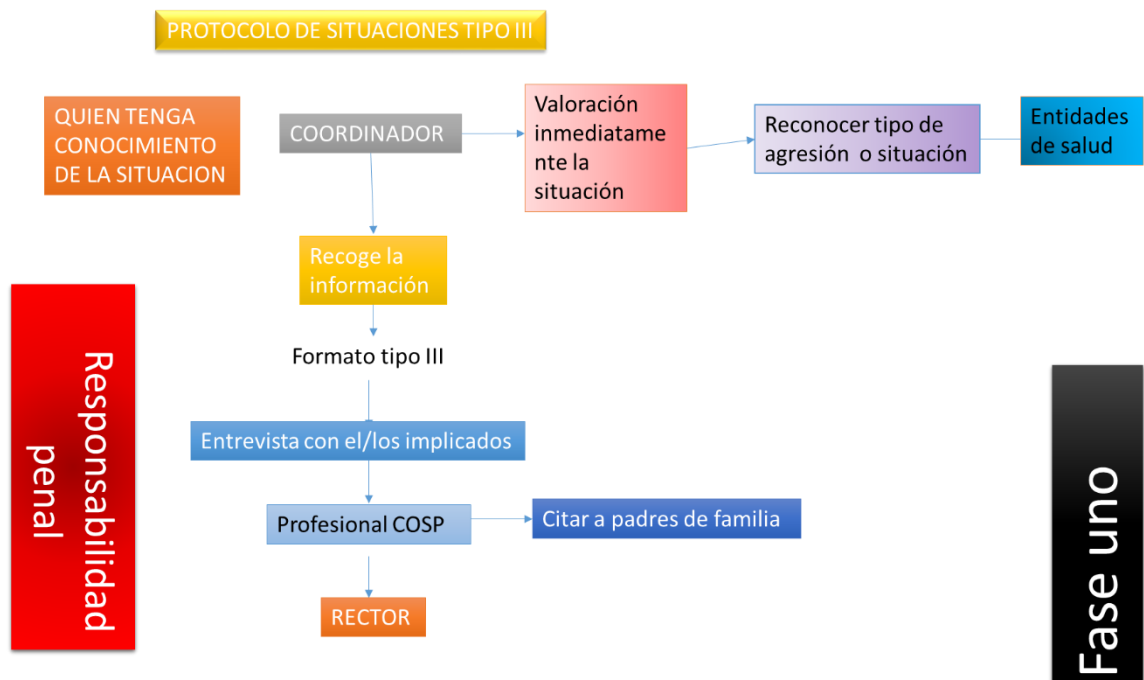 PROTOCOLO DE SITUACIONES TIPO III
QUIEN TENGA
CONOCIMIENTO
DE LA SITUACION
COORDINADOR
Valoración
inmediatame
nte la
situación
Reconocer tipo de
agresión o situación
Entidades
de salud
Recoge la
información
Formato tipo III
Entrevista con el/los implicados
Profesional COSP
Citar a padres de familia
RECTOR
Responsabilidad
penal
Fase uno